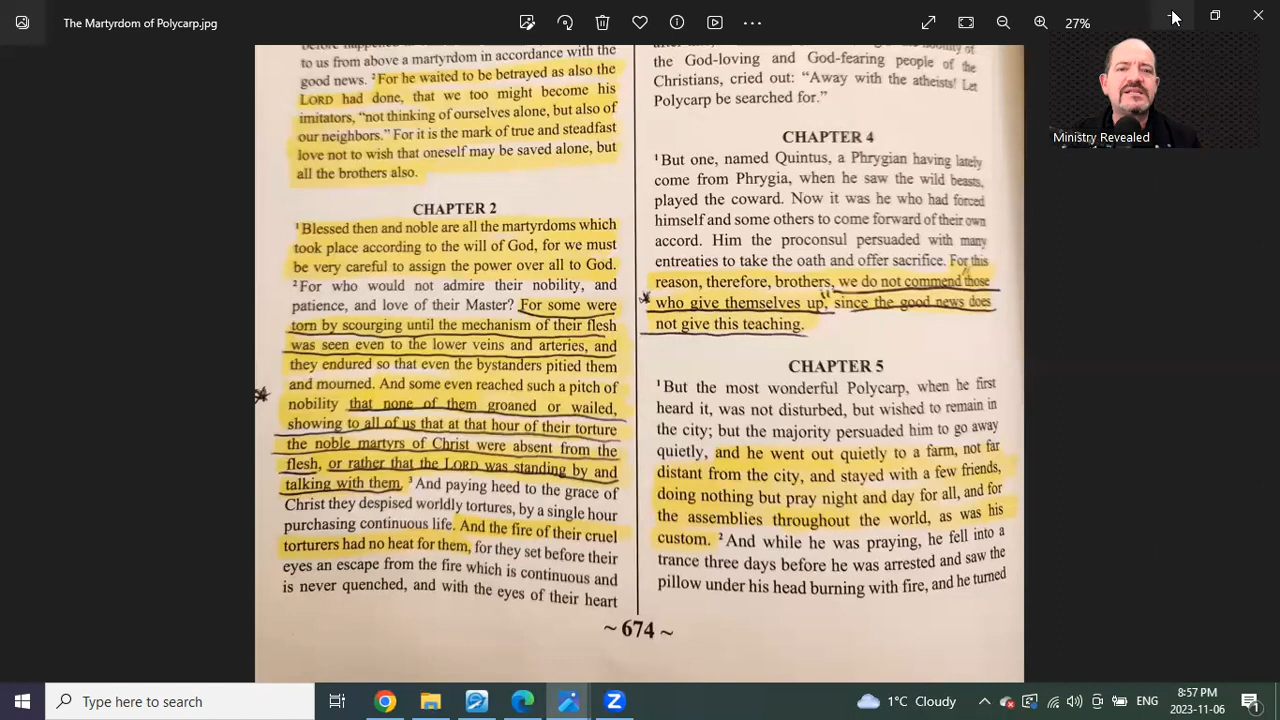 The Martyrdom of Polycarp.jpg
27%
Ministry Revealed
to us from above a martyrdom in accordance with the
good news. ²For he waited to be betrayed as also the
LORD had done, that we too might become his
imitators, “not thinking of ourselves alone, but also of
our neighbors.” For it is the mark of true and steadfast
love not to wish that oneself may be saved alone, but
all the brothers also.
CHAPTER 2
¹Blessed then and noble are all the martyrdoms which
took place according to the will of God, for we must
be very careful to assign the power over all to God.
²For who would not admire their nobility, and
patience, and love of their Master? For some were
torn by scourging until the mechanism of their flesh
was seen even to the lower veins and arteries, and
they endured so that even the bystanders pitied them
and mourned. And some even reached such a pitch of
nobility that none of them groaned or wailed,
showing to all of us that at that hour of their torture
the noble martyrs of Christ were absent from the
flesh, or rather that the LORD was standing by and
talking with them. ³And paying heed to the grace of
Christ they despised worldly tortures, by a single hour
purchasing continuous life. And the fire of their cruel
torturers had no heat for them, for they set before their
eyes an escape from the fire which is continuous and
is never quenched, and with the eyes of their heart
the God-loving and God-fearing people of the
Christians, cried out: “Away with the atheists! Let
Polycarp be searched for.”
CHAPTER 4
¹But one, named Quintus, a Phrygian having lately
come from Phrygia, when he saw the wild beasts,
played the coward. Now it was he who had forced
himself and some others to come forward of their own
accord. Him the proconsul persuaded with many
entreaties to take the oath and offer sacrifice. For this
reason, therefore, brothers, we do not commend those
who give themselves up, since the good news does
not give this teaching.
CHAPTER 5
¹But the most wonderful Polycarp, when he first
heard it, was not disturbed, but wished to remain in
the city; but the majority persuaded him to go away
quietly, and he went out quietly to a farm, not far
distant from the city, and stayed with a few friends,
doing nothing but pray night and day for all, and for
the assemblies throughout the world, as was his
custom. ²And while he was praying, he fell into a
trance three days before he was arrested and saw the
pillow under his head burning with fire, and he turned
~ 674 ~
Type here to search
1°C Cloudy
ENG
8:57 PM
2023-11-06